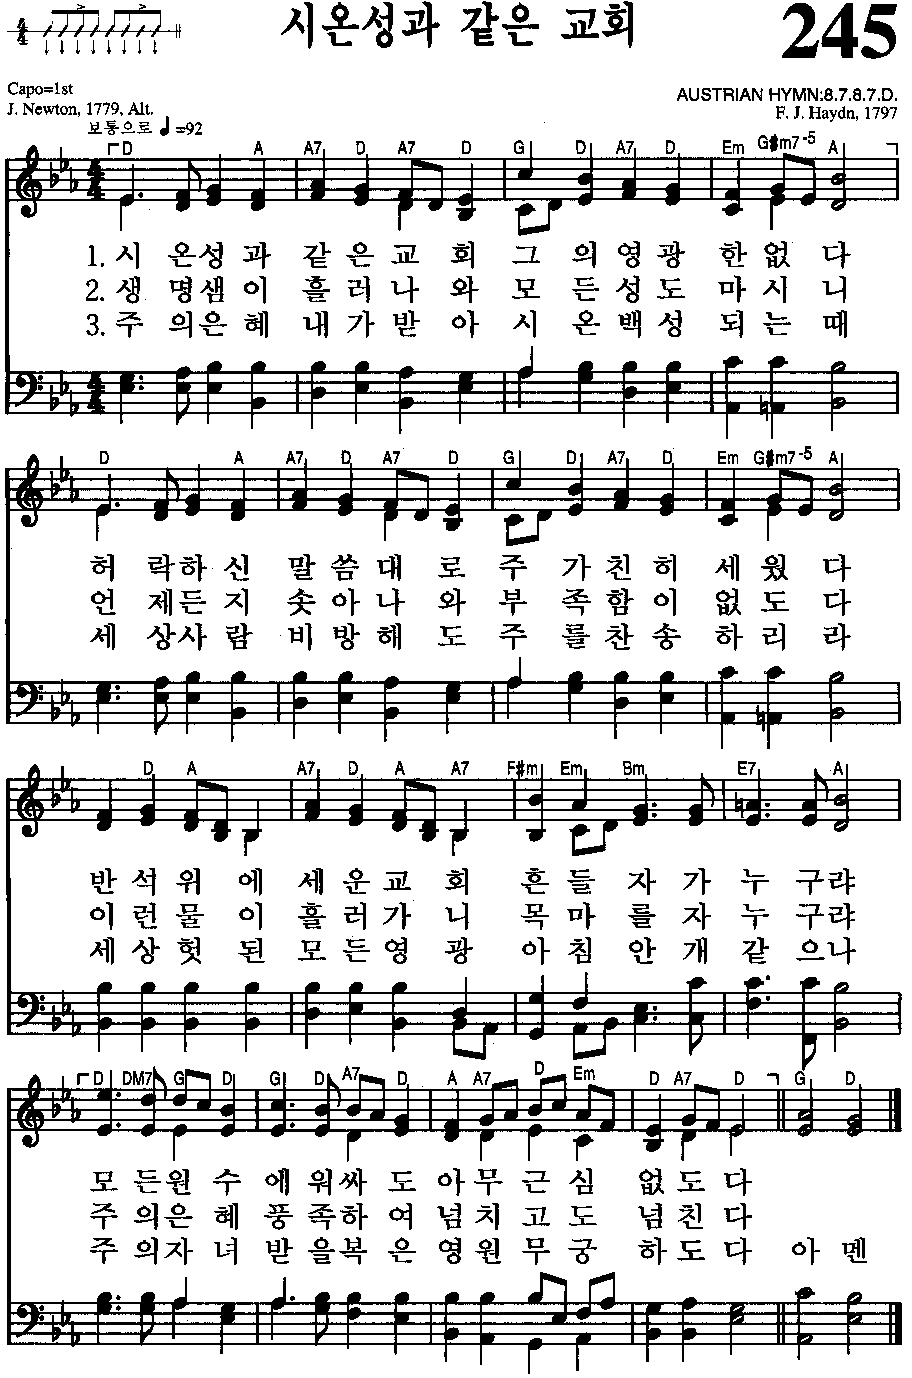 시온성과 같은 교회
245
Capo=1st
J. Newton, 1779, Alt.
AUSTRIAN HYMN:8.7.8.7.D.
F. J. Haydn, 1797
보통으로 ♩=92
4/4
D A A7 D A7 D G D A7 D Em G#m7-5 A
1. 시 온성과 같은교회 그의영광 한없다
2. 생 명샘이 흘러나와 모든성도 마시니
3. 주 의은혜 내가받아 시온백성 되는때
D A A7 D A7 D G D A7 D Em G#m7-5 A
허 락하신 말씀대로 주가친히 세웠다
언 제든지 솟아나와 부족함이 없도다
세 상사람 비방해도 주를찬송 하리라
D A A7 D A A7 F#m Em Bm E7 A
반석위에 세운교회 흔들자가 누구랴
이런물이 흘러가니 목마를자 누구랴
세상헛된 모든영광 아침안개 같으나
D DM7 G D G D A7 D A A7 D Em D A7 D G D
모 든원수 에워싸도 아무근심 없도다
주 의은혜 풍족하여 넘치고도 넘친다
주 의자녀 받을복은 영원무궁 하도다 아멘